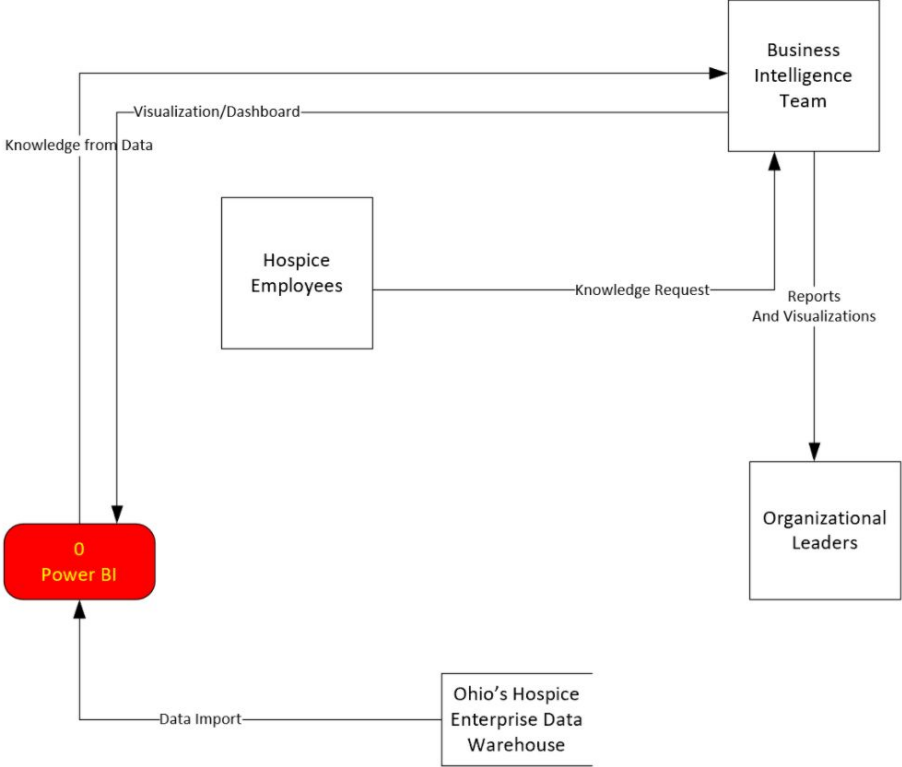 Business
Intelligence
Team
Visualization/Dashboard
Knowledge from Data
Hospice
Employees
Knowledge Request
Reports
And Visualizations
Organizational
Leaders
0
Power BI
Ohio’s Hospice
Enterprise Data
Warehouse
Data Import